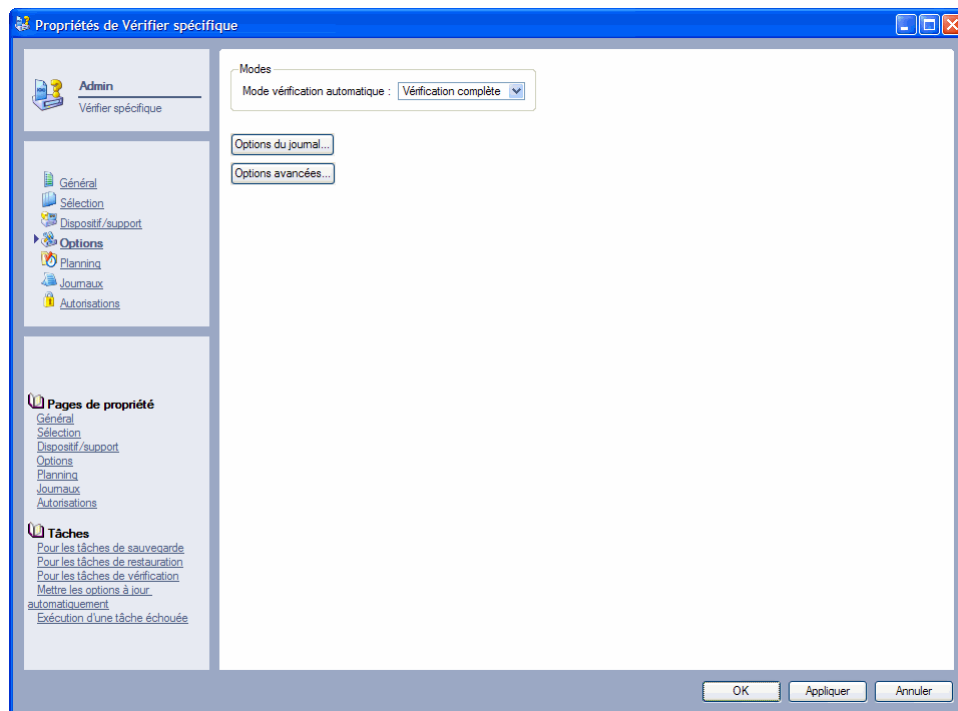 Propriétés de Vérifier spécifique
Admin
Vérifier spécifique
Général
Sélection
Dispositif/support
Options
Planning
Journaux
Autorisations
Pages de propriété
Général
Sélection
Dispositif/support
Options
Planning
Journaux
Autorisations
Tâches
Pour les tâches de sauvegarde
Pour les tâches de restauration
Pour les tâches de vérification
Mettre les options à jour
automatiquement
Exécution d'une tâche échouée
Modes
Mode vérification automatique : Vérification complète
Options du journal...
Options avancées...
OK Appliquer Annuler